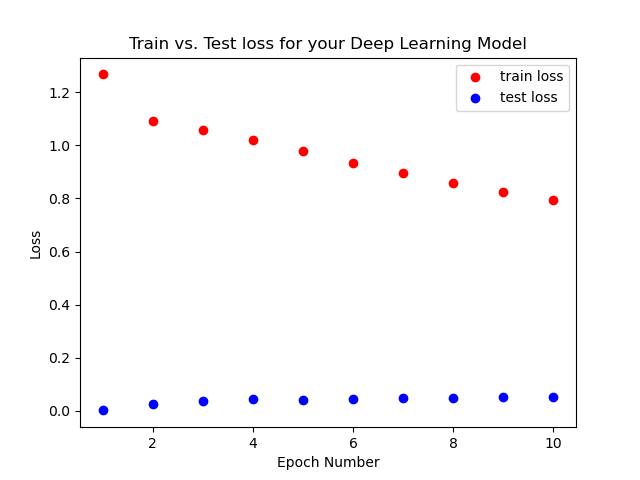 Train vs. Test loss for your Deep Learning Model
train loss
test loss
1.2
1.0
0.8
0.6
0.4
0.2
0.0
Loss
2 4 6 8 10
Epoch Number